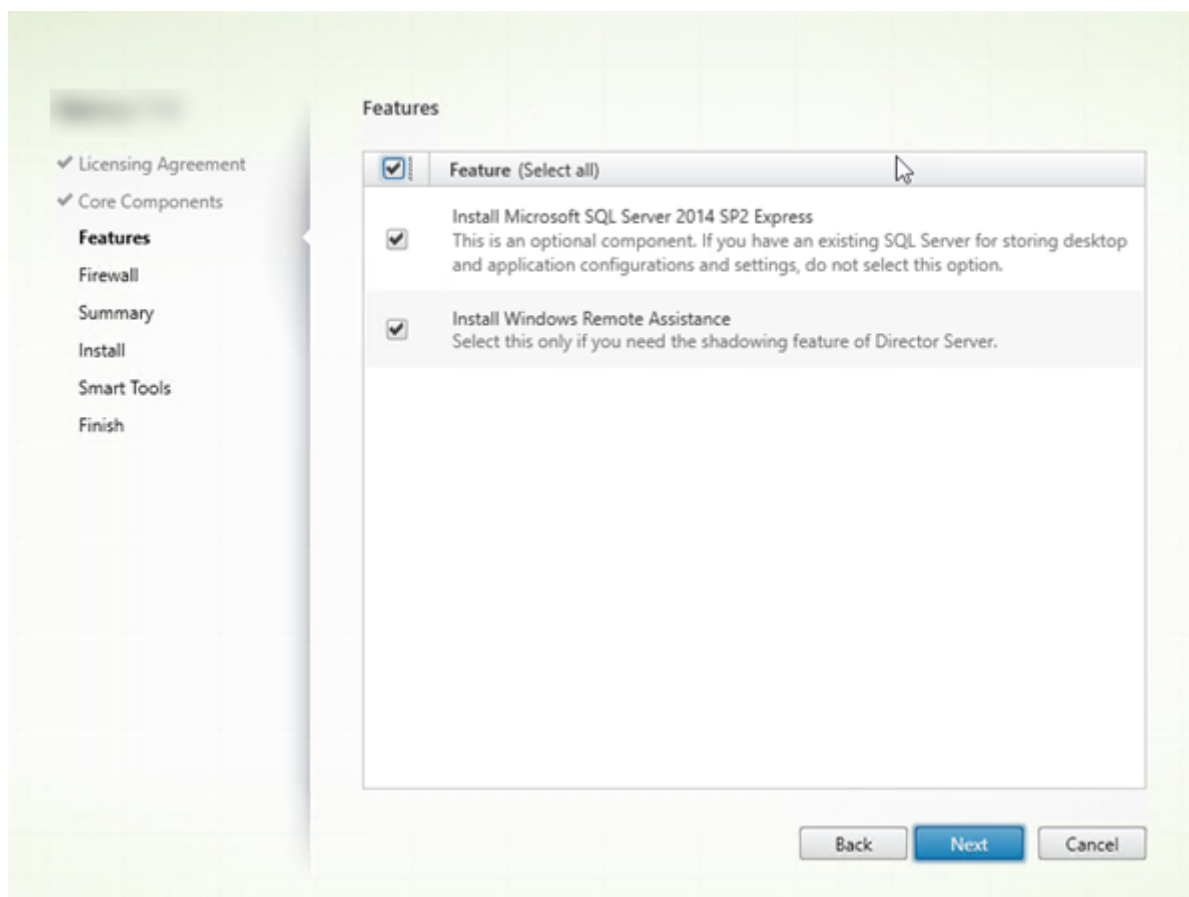 Features
Licensing Agreement
Core Components
Features
Firewall
Summary
Install
Smart Tools
Finish
Feature (Select all)
Install Microsoft SQL Server 2014 SP2 Express
This is an optional component. If you have an existing SQL Server for storing desktop
and application configurations and settings, do not select this option.
Install Windows Remote Assistance
Select this only if you need the shadowing feature of Director Server.
Back
Next
Cancel